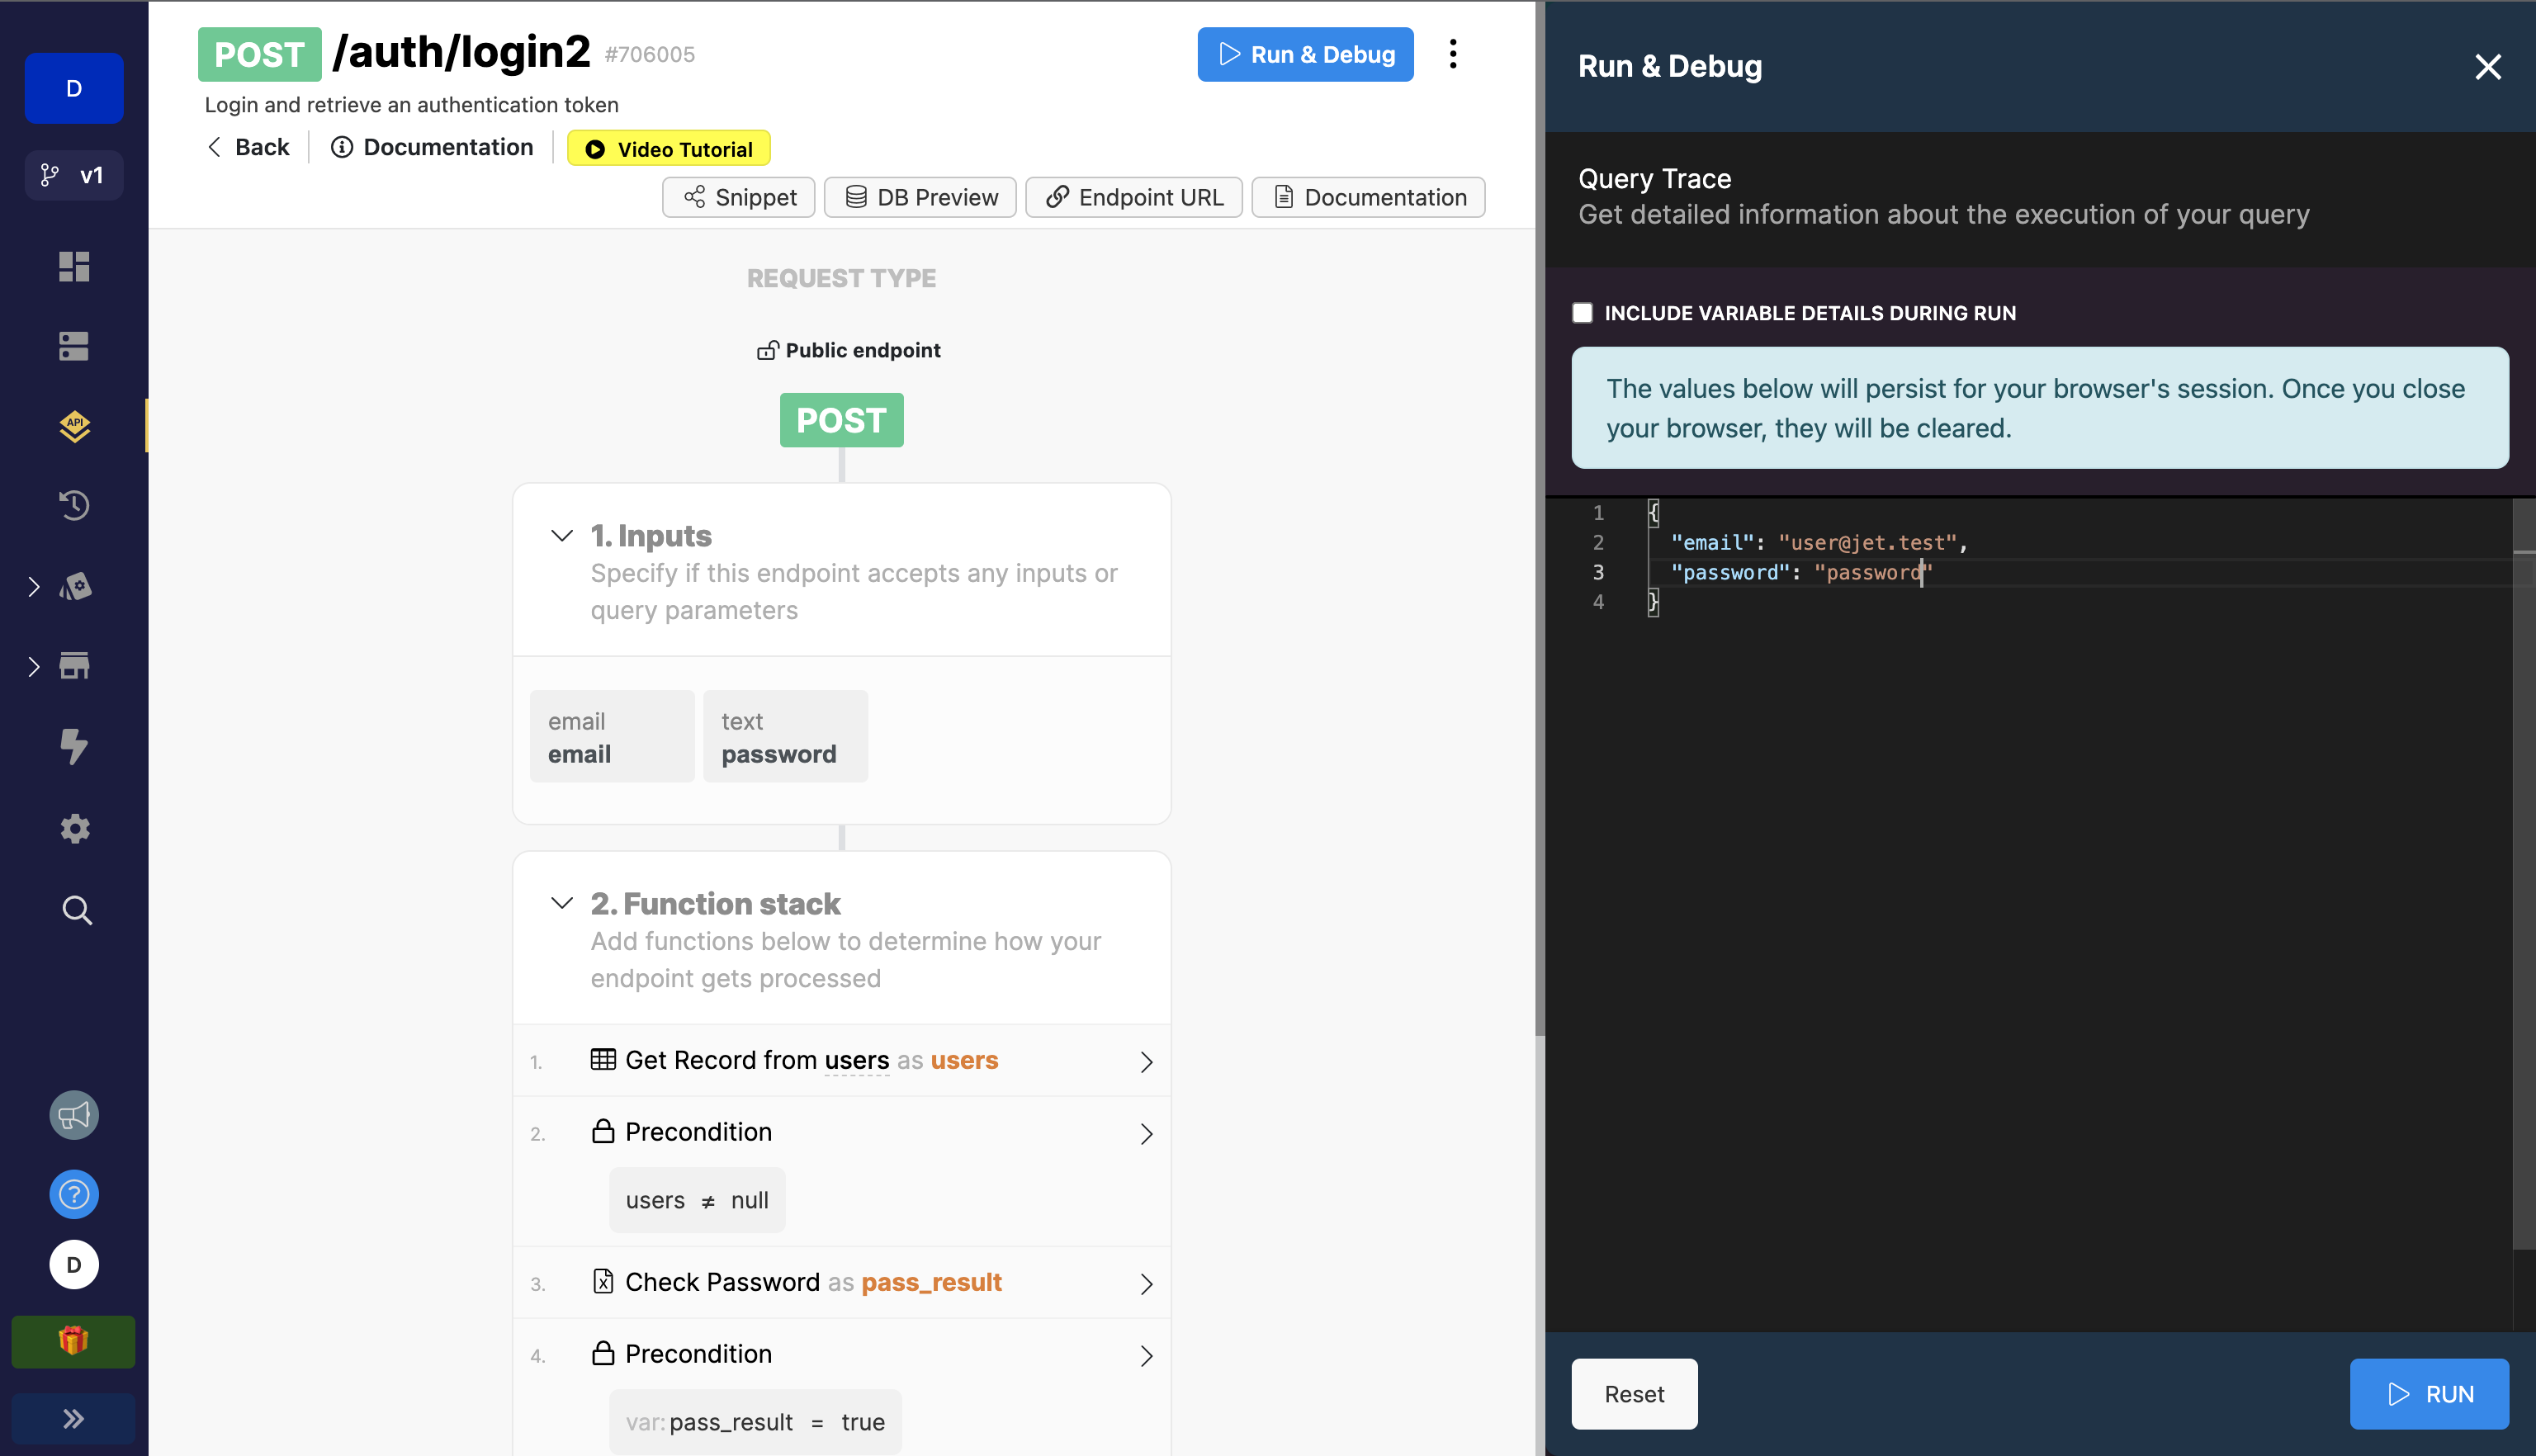 D
v1
API
?
D
POST /auth/login2 #706005
Run & Debug
Login and retrieve an authentication token
Back
Documentation
Video Tutorial
Snippet
DB Preview
Endpoint URL
Documentation
REQUEST TYPE
Public endpoint
POST
1. Inputs
Specify if this endpoint accepts any inputs or
query parameters
email
email
text
password
2. Function stack
Add functions below to determine how your
endpoint gets processed
1. Get Record from users as users
2. Precondition
users ≠ null
3. Check Password as pass_result
4. Precondition
var: pass_result = true
Run & Debug
Query Trace
Get detailed information about the execution of your query
INCLUDE VARIABLE DETAILS DURING RUN
The values below will persist for your browser's session. Once you close
your browser, they will be cleared.
1 {
2 "email": "user@jet.test",
3 "password": "password"
4 }
Reset
RUN